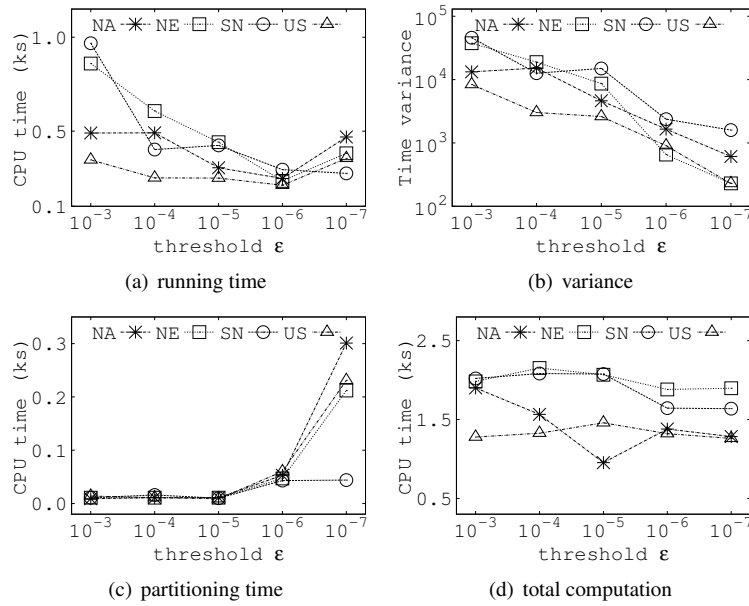 NA NE SN US
CPU time (ks)
1.0
0.5
0.1
10^-3 10^-4 10^-5 10^-6 10^-7
threshold ε
(a) running time
NA NE SN US
Time variance
10^5
10^4
10^3
10^2
10^-3 10^-4 10^-5 10^-6 10^-7
threshold ε
(b) variance
NA NE SN US
CPU time (ks)
0.3
0.2
0.1
0.0
10^-3 10^-4 10^-5 10^-6 10^-7
threshold ε
(c) partitioning time
NA NE SN US
CPU time (ks)
2.5
1.5
0.5
10^-3 10^-4 10^-5 10^-6 10^-7
threshold ε
(d) total computation